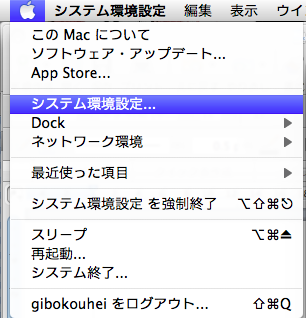 システム環境設定 編集 表示 ウイ
この Mac について
ソフトウェア・アップデート...
App Store...
システム環境設定...
Dock
ネットワーク環境
最近使った項目
システム環境設定 を強制終了 ⌥⇧⌘⎋
スリープ ⌥⌘⏏
再起動...
システム終了...
gibokouhei をログアウト... ⇧⌘Q